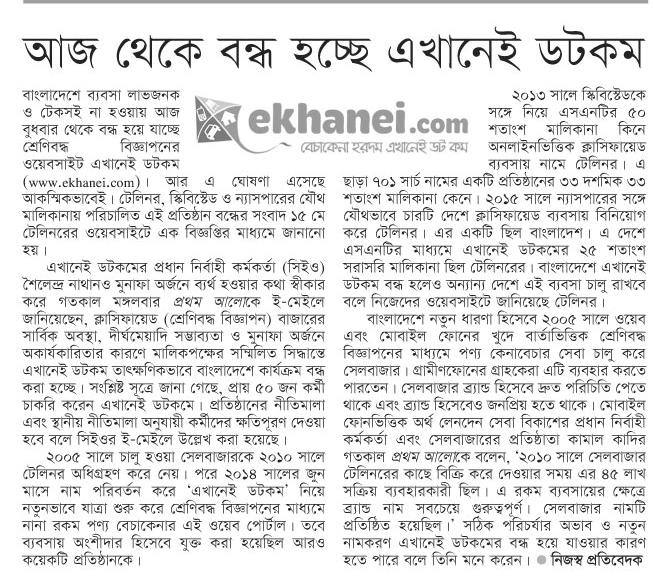 আজ থেকে বন্ধ হচ্ছে এখানেই ডটকম
বাংলাদেশে ব্যবসা লাভজনক
ও টেকসই না হওয়ায় আজ
বুধবার থেকে বন্ধ হয়ে যাচ্ছে
শ্রেণিবদ্ধ বিজ্ঞাপনের
ওয়েবসাইট এখানেই ডটকম
(www.ekhanei.com)। আর এ ঘোষণা এসেছে
আকস্মিকভাবেই। টেলিনর, স্কিবিস্টেড ও ন্যাসপারের যৌথ
মালিকানায় পরিচালিত এই প্রতিষ্ঠান বন্ধের সংবাদ ১৫ মে
টেলিনরের ওয়েবসাইটে এক বিজ্ঞপ্তির মাধ্যমে জানানো
হয়।
এখানেই ডটকমের প্রধান নির্বাহী কর্মকর্তা (সিইও)
শৈলেন্দ্র নাথানও মুনাফা অর্জনে ব্যর্থ হওয়ার কথা স্বীকার
করে গতকাল মঙ্গলবার প্রথম আলোকে ই-মেইলে
জানিয়েছেন, ক্লাসিফায়েড (শ্রেণিবদ্ধ বিজ্ঞাপন) বাজারের
সার্বিক অবস্থা, দীর্ঘমেয়াদি সম্ভাব্যতা ও মুনাফা অর্জনে
অকার্যকারিতার কারণে মালিকপক্ষের সম্মিলিত সিদ্ধান্তে
এখানেই ডটকম তাৎক্ষণিকভাবে বাংলাদেশে কার্যক্রম বন্ধ
করা হচ্ছে। সংশ্লিষ্ট সূত্রে জানা গেছে, প্রায় ৫০ জন কর্মী
চাকরি করেন এখানেই ডটকমে। প্রতিষ্ঠানের নীতিমালা
এবং স্থানীয় নীতিমালা অনুযায়ী কর্মীদের ক্ষতিপূরণ দেওয়া
হবে বলে সিইওর ই-মেইলে উল্লেখ করা হয়েছে।
২০০৫ সালে চালু হওয়া সেলবাজারকে ২০১০ সালে
টেলিনর অধিগ্রহণ করে নেয়। পরে ২০১৪ সালের জুন
মাসে নাম পরিবর্তন করে ‘এখানেই ডটকম’ নিয়ে
নতুনভাবে যাত্রা শুরু করে শ্রেণিবদ্ধ বিজ্ঞাপনের মাধ্যমে
নানা রকম পণ্য বেচাকেনার এই ওয়েব পোর্টাল। তবে
ব্যবসায় অংশীদার হিসেবে যুক্ত করা হয়েছিল আরও
কয়েকটি প্রতিষ্ঠানকে।
ekhanei.com
বেচাকেনা হরদম এখানেই ডট কম
২০১৩ সালে স্কিবিস্টেডকে
সঙ্গে নিয়ে এসএনটির ৫০
শতাংশ মালিকানা কিনে
অনলাইনভিত্তিক ক্লাসিফায়েড
ব্যবসায় নামে টেলিনর। এ
ছাড়া ৭০১ সার্চ নামের একটি প্রতিষ্ঠানের ৩৩ দশমিক ৩৩
শতাংশ মালিকানা কেনে। ২০১৫ সালে ন্যাসপারের সঙ্গে
যৌথভাবে চারটি দেশে ক্লাসিফায়েড ব্যবসায় বিনিয়োগ
করে টেলিনর। এর একটি ছিল বাংলাদেশ। এ দেশে
এসএনটির মাধ্যমে এখানেই ডটকমের ২৫ শতাংশ
সরাসরি মালিকানা ছিল টেলিনরের। বাংলাদেশে এখানেই
ডটকম বন্ধ হলেও অন্যান্য দেশে এই ব্যবসা চালু রাখবে
বলে নিজেদের ওয়েবসাইটে জানিয়েছে টেলিনর।
বাংলাদেশে নতুন ধারণা হিসেবে ২০০৫ সালে ওয়েব
এবং মোবাইল ফোনের খুদে বার্তাভিত্তিক শ্রেণিবদ্ধ
বিজ্ঞাপনের মাধ্যমে পণ্য কেনাবেচার সেবা চালু করে
সেলবাজার। গ্রামীণফোনের গ্রাহকেরা এটি ব্যবহার করতে
পারতেন। সেলবাজার ব্র্যান্ড হিসেবে দ্রুত পরিচিতি পেতে
থাকে এবং ব্র্যান্ড হিসেবেও জনপ্রিয় হতে থাকে। মোবাইল
ফোনভিত্তিক অর্থ লেনদেন সেবা বিকাশের প্রধান নির্বাহী
কর্মকর্তা এবং সেলবাজারের প্রতিষ্ঠাতা কামাল কাদির
গতকাল প্রথম আলোকে বলেন, ‘২০১০ সালে সেলবাজার
টেলিনরের কাছে বিক্রি করে দেওয়ার সময় এর ৪৫ লাখ
সক্রিয় ব্যবহারকারী ছিল। এ রকম ব্যবসায়ের ক্ষেত্রে
ব্র্যান্ড নাম সবচেয়ে গুরুত্বপূর্ণ। সেলবাজার নামটি
প্রতিষ্ঠিত হয়েছিল।’ সঠিক পরিচর্যার অভাব ও নতুন
নামকরণ এখানেই ডটকমের বন্ধ হয়ে যাওয়ার কারণ
হতে পারে বলে তিনি মনে করেন। ● নিজস্ব প্রতিবেদক